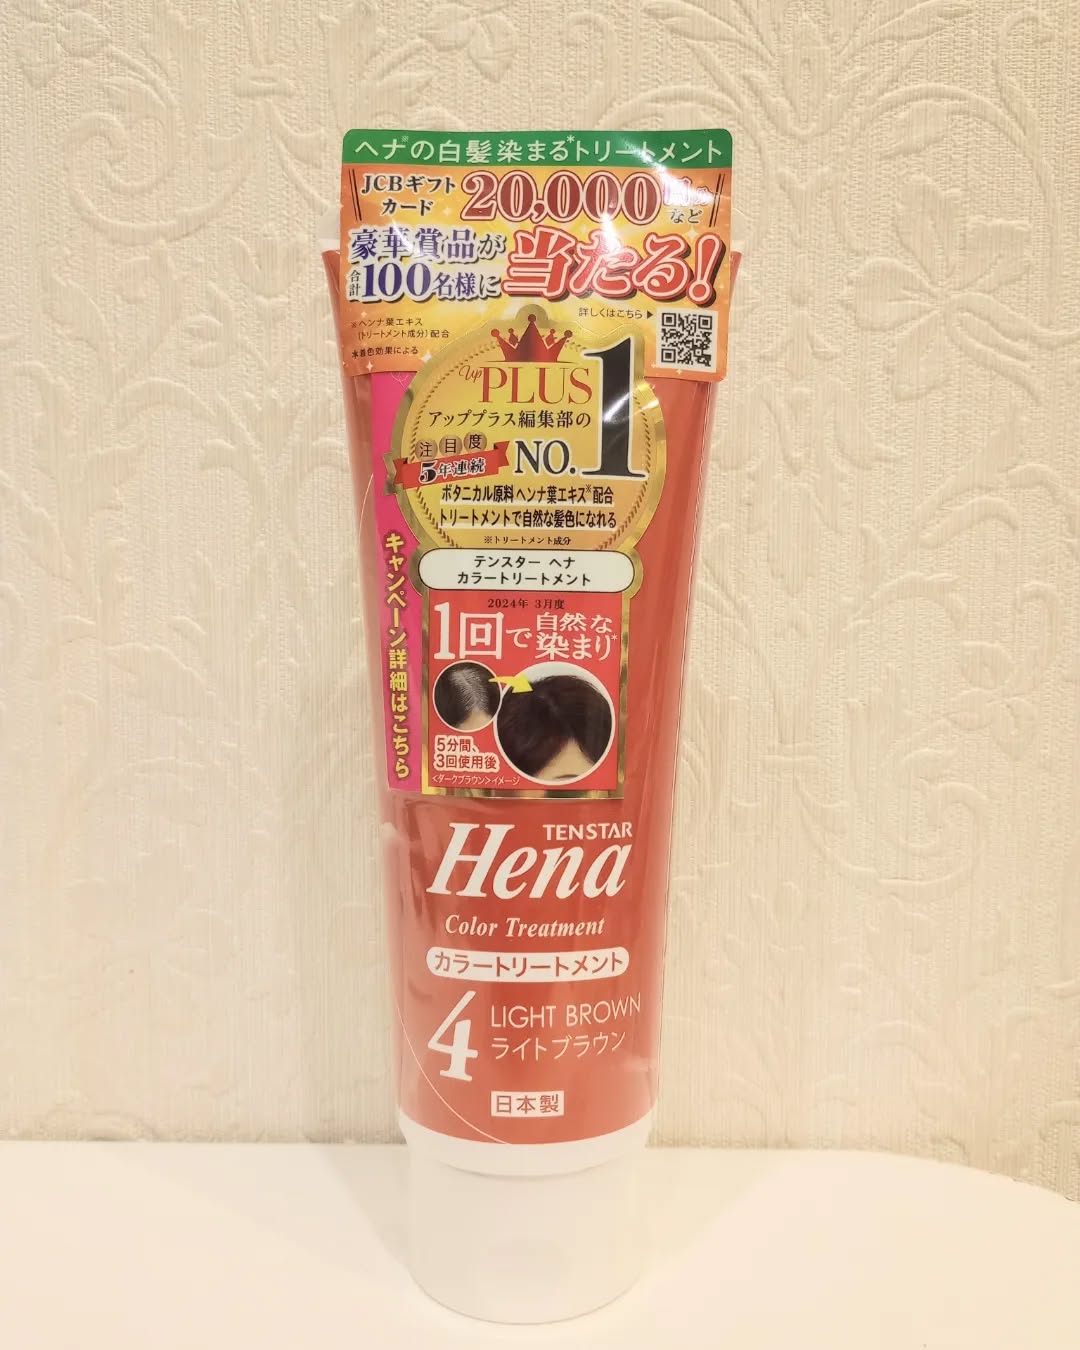 ヘナ※の白髪染まる*トリートメント
JCBギフト
カード
20,000円分
など
豪華賞品が
合計
100名様に
当たる!
※ヘンナ葉エキス
(トリートメント成分)配合
*着色効果による
詳しくはこちら▶
up PLUS
アッププラス編集部の
注目度
5年連続
NO.1
ボタニカル原料 ヘンナ葉エキス※配合
トリートメントで自然な髪色になれる
※トリートメント成分
テンスター ヘナ
カラートリートメント
2024年 3月度
キャンペーン詳細はこちら
1回で自然な染まり*
5分間、
3回使用後
<ダークブラウン>イメージ
TENSTAR
Hena
Color Treatment
カラートリートメント
4
LIGHT BROWN
ライトブラウン
日本製